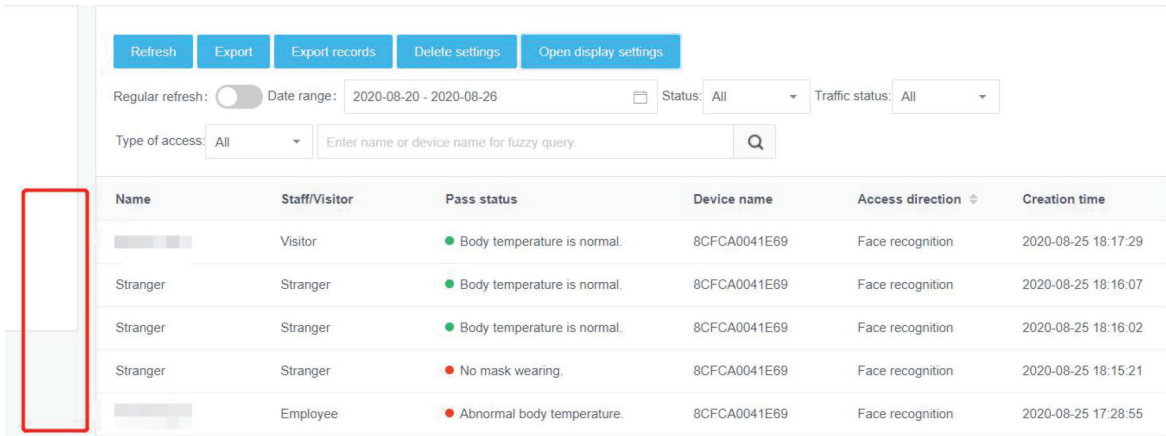 Refresh Export Export records Delete settings Open display settings
Regular refresh: Date range: 2020-08-20 - 2020-08-26 Status: All Traffic status: All
Type of access: All Enter name or device name for fuzzy query.
Name Staff/Visitor Pass status Device name Access direction Creation time
Visitor Body temperature is normal. 8CFCA0041E69 Face recognition 2020-08-25 18:17:29
Stranger Stranger Body temperature is normal. 8CFCA0041E69 Face recognition 2020-08-25 18:16:07
Stranger Stranger Body temperature is normal. 8CFCA0041E69 Face recognition 2020-08-25 18:16:02
Stranger Stranger No mask wearing. 8CFCA0041E69 Face recognition 2020-08-25 18:15:21
Employee Abnormal body temperature. 8CFCA0041E69 Face recognition 2020-08-25 17:28:55